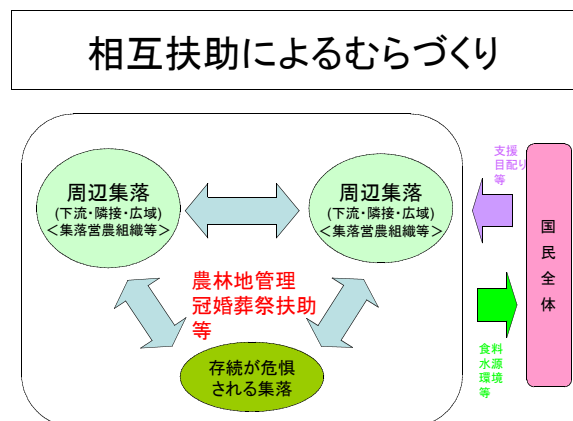 相互扶助によるむらづくり
周辺集落
(下流・隣接・広域)
＜集落営農組織等＞
周辺集落
(下流・隣接・広域)
＜集落営農組織等＞
農林地管理
冠婚葬祭扶助
等
存続が危惧
される集落
支援
目配り
等
国民全体
食料
水源
環境
等